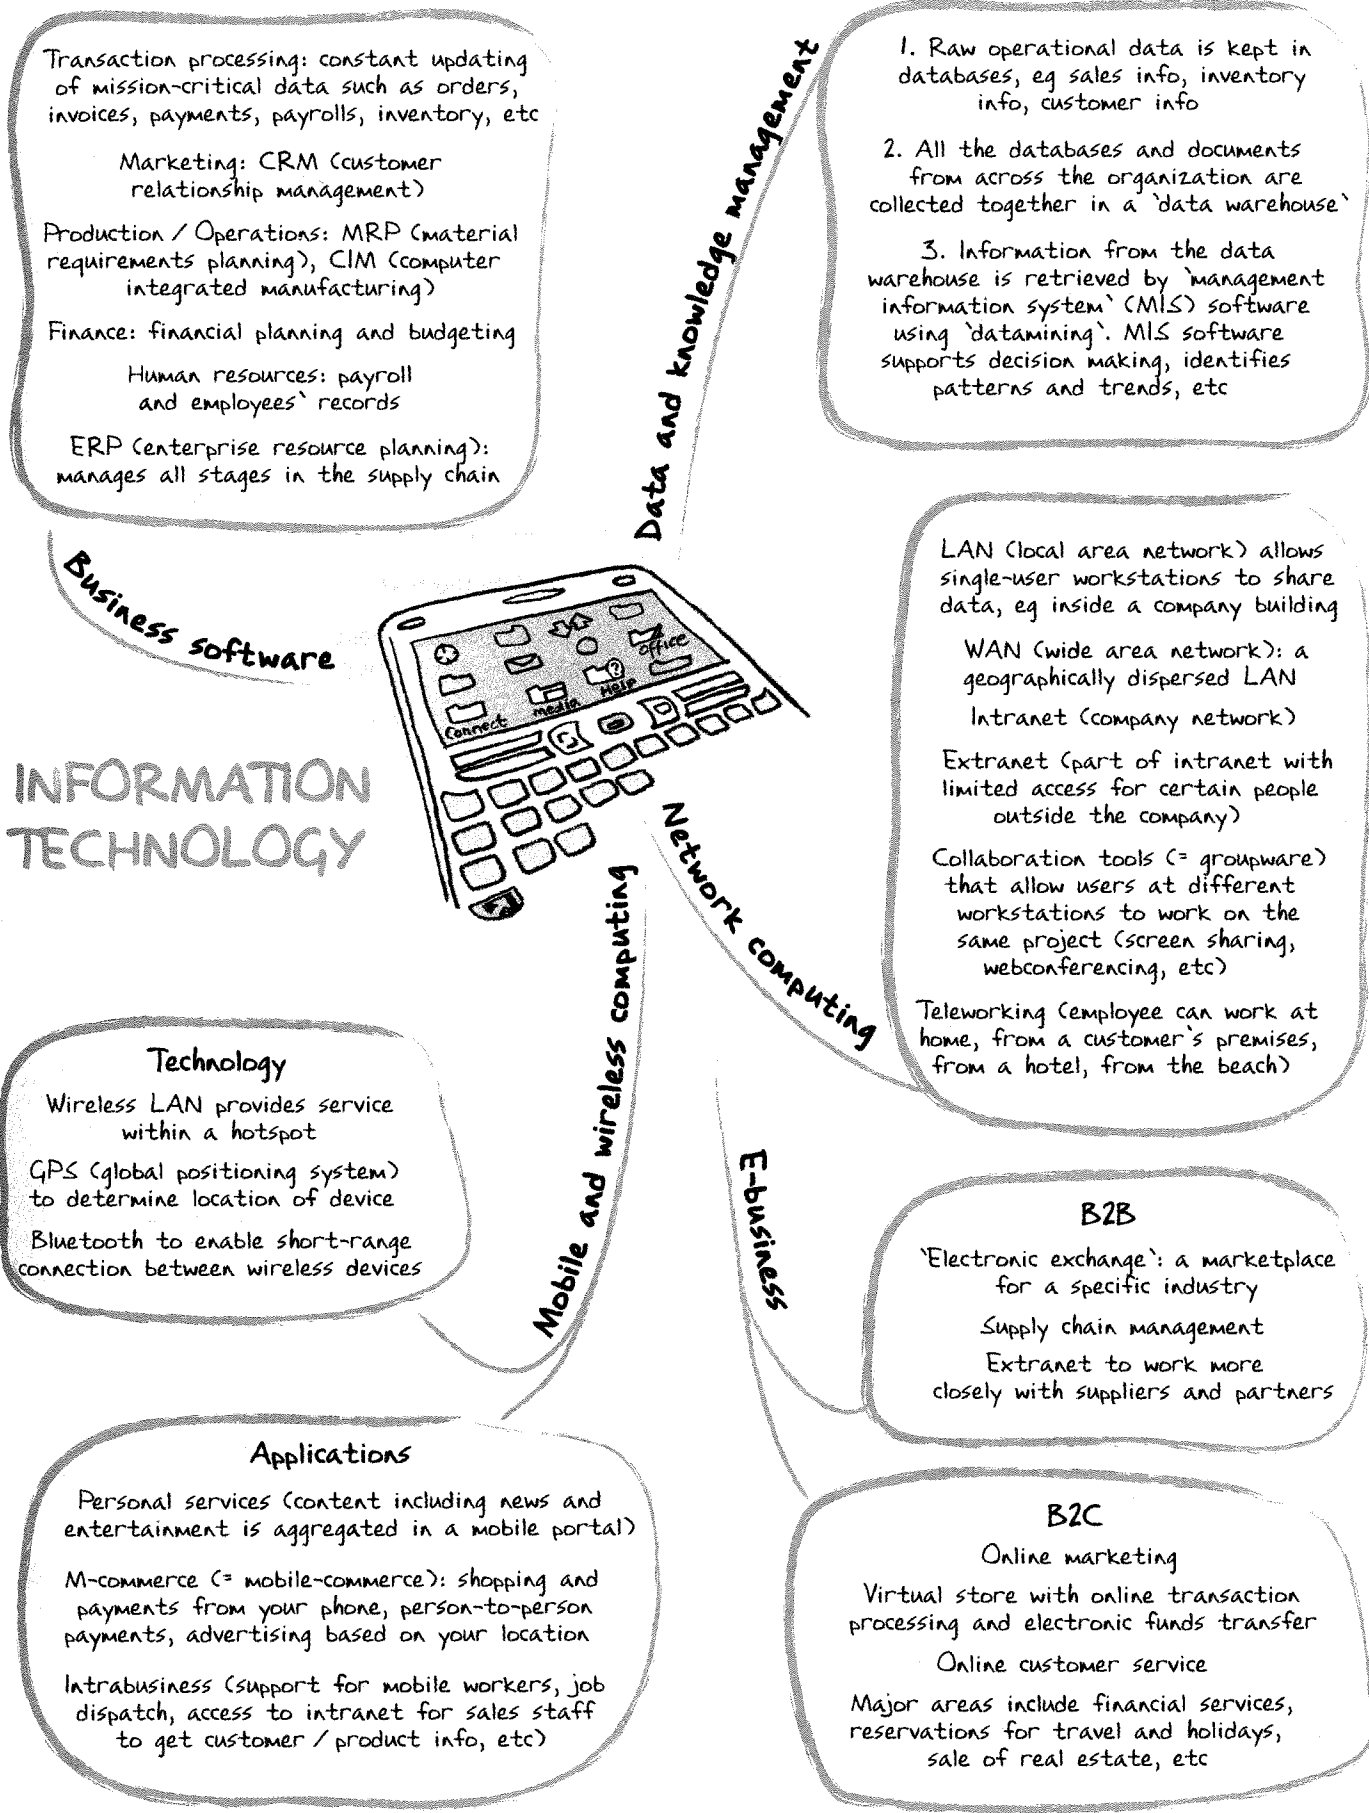 Transaction processing: constant updating
of mission-critical data such as orders,
invoices, payments, payrolls, inventory, etc
Marketing: CRM (customer
relationship management)
Production / Operations: MRP (material
requirements planning), CIM (computer
integrated manufacturing)
Finance: financial planning and budgeting
Human resources: payroll
and employees` records
ERP (enterprise resource planning):
manages all stages in the supply chain
Business software
Data and knowledge management
1. Raw operational data is kept in
databases, eg sales info, inventory
info, customer info
2. All the databases and documents
from across the organization are
collected together in a `data warehouse`
3. Information from the data
warehouse is retrieved by `management
information system` (MIS) software
using `datamining`. MIS software
supports decision making, identifies
patterns and trends, etc
office
Help
media
Connect
INFORMATION
TECHNOLOGY
Network computing
LAN (local area network) allows
single-user workstations to share
data, eg inside a company building
WAN (wide area network): a
geographically dispersed LAN
Intranet (company network)
Extranet (part of intranet with
limited access for certain people
outside the company)
Collaboration tools (= groupware)
that allow users at different
workstations to work on the
same project (screen sharing,
webconferencing, etc)
Teleworking (employee can work at
home, from a customer`s premises,
from a hotel, from the beach)
Mobile and wireless computing
Technology
Wireless LAN provides service
within a hotspot
GPS (global positioning system)
to determine location of device
Bluetooth to enable short-range
connection between wireless devices
Applications
Personal services (content including news and
entertainment is aggregated in a mobile portal)
M-commerce (= mobile-commerce): shopping and
payments from your phone, person-to-person
payments, advertising based on your location
Intrabusiness (support for mobile workers, job
dispatch, access to intranet for sales staff
to get customer / product info, etc)
E-business
B2B
`Electronic exchange`: a marketplace
for a specific industry
Supply chain management
Extranet to work more
closely with suppliers and partners
B2C
Online marketing
Virtual store with online transaction
processing and electronic funds transfer
Online customer service
Major areas include financial services,
reservations for travel and holidays,
sale of real estate, etc